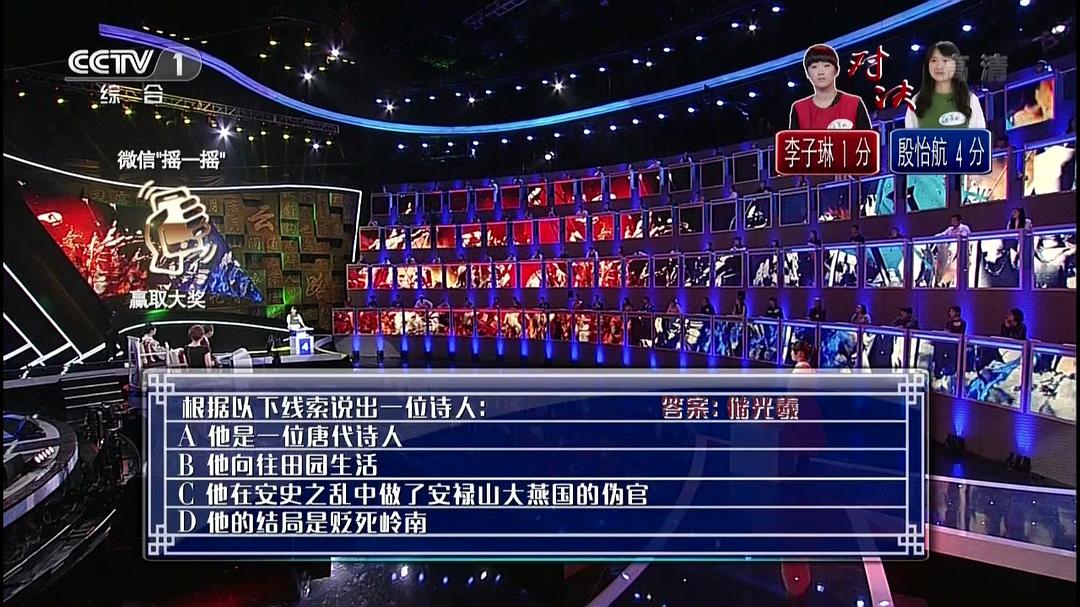 CCTV 1
综合
高清
对决
李子琳 1 分
殷怡航 4 分
微信"摇一摇"
赢取大奖
云
4
根据以下线索说出一位诗人：
答案：储光羲
A 他是一位唐代诗人
B 他向往田园生活
C 他在安史之乱中做了安禄山大燕国的伪官
D 他的结局是贬死岭南